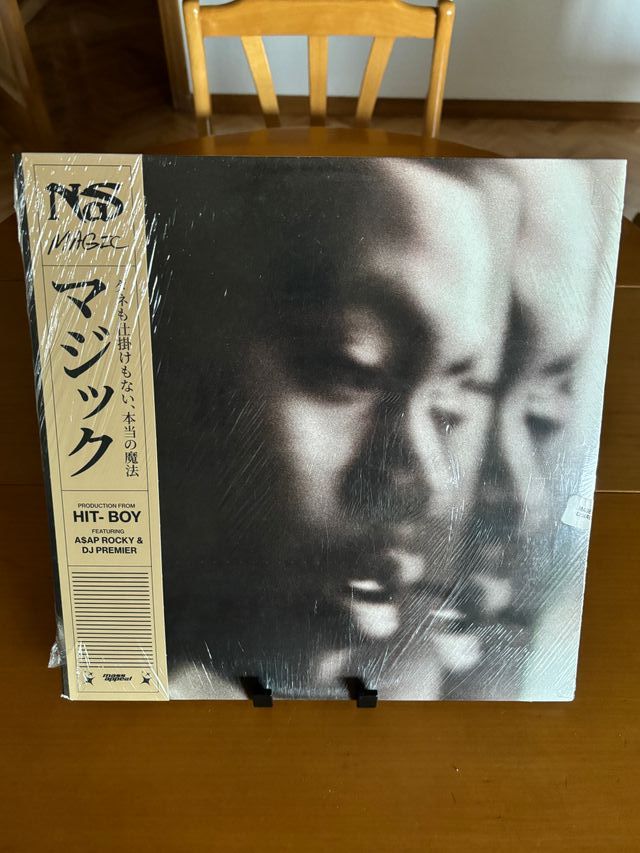 NAS
MAGIC
マジック
タネも仕掛けもない、本当の魔法
PRODUCTION FROM
HIT- BOY
FEATURING
A$AP ROCKY &
DJ PREMIER
mass
appeal